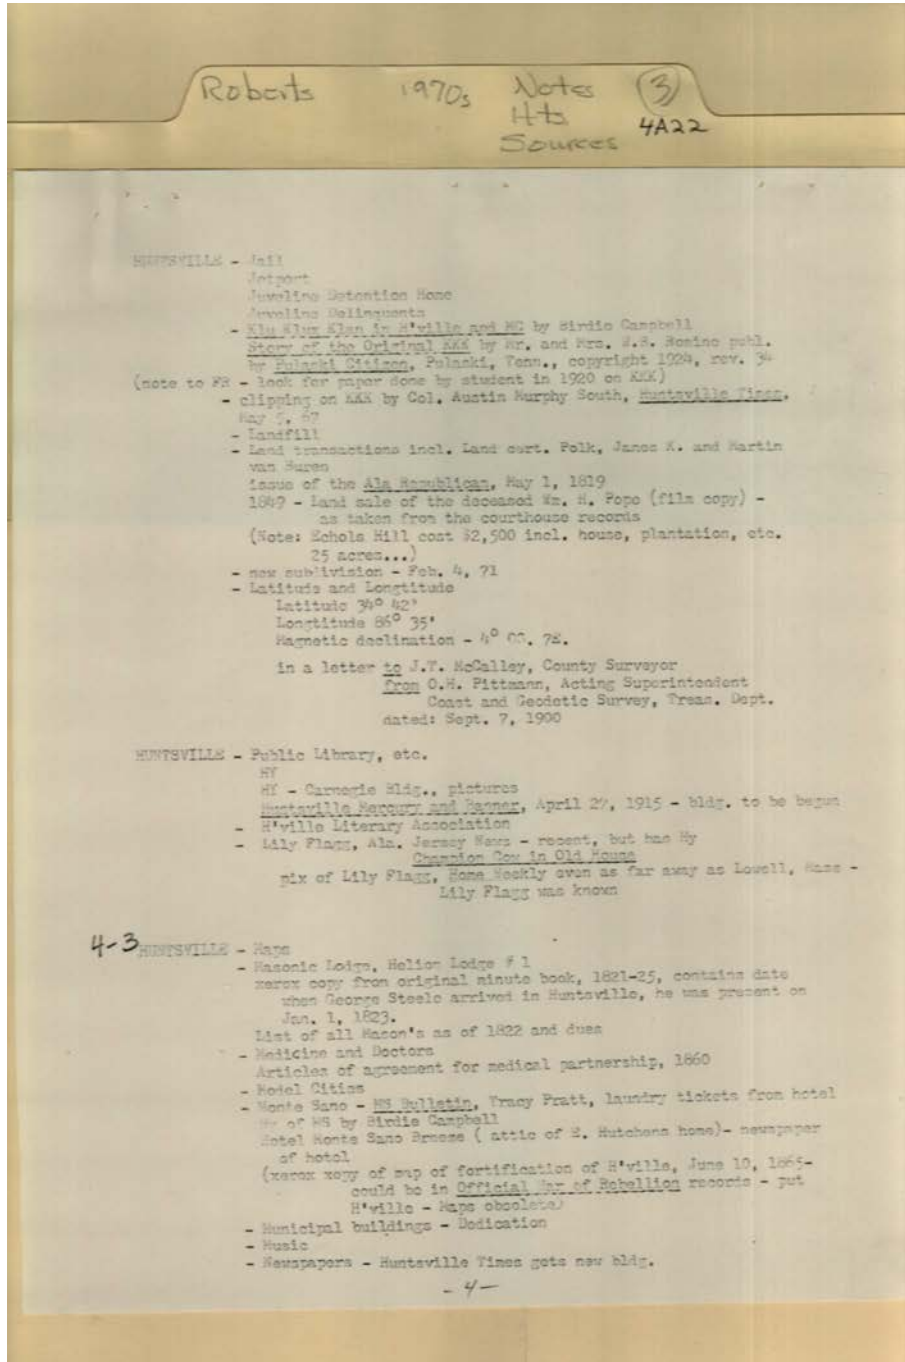 Roberts 1970s Notes 3
Hts 4A22
Sources
HUNTSVILLE - Jail
Jetport
Juveline Detention Home
Juveline Delinquents
- Klu Klux Klan in H'ville and MC by Birdie Campbell
Story of the Original KKK by Mr. and Mrs. W.B. Romine publ.
by Pulaski Citizen, Pulaski, Tenn., copyright 1924, rev. 34
(note to FR - look for paper done by student in 1920 on KKK)
- clipping on KKK by Col. Austin Murphy South, Huntsville Times,
May 5, 67
- Landfill
- Land transactions incl. Land cert. Polk, James K. and Martin
van Buren
issue of the Ala Republican, May 1, 1819
1849 - Land sale of the deceased Wm. H. Pope (film copy) -
as taken from the courthouse records
(Note: Echols Hill cost $2,500 incl. house, plantation, etc.
25 acres...)
- new subdivision - Feb. 4, 71
- Latitude and Longtitude
Latitude 34° 42'
Longtitude 86° 35'
Magnetic declination - 4°
in a letter to J.T. McCalley, County Surveyor
from O.H. Pittmann, Acting Superintendent
Coast and Geodetic Survey, Treas. Dept.
dated: Sept. 7, 1900
HUNTSVILLE - Public Library, etc.
HY
HY - Carnegie Bldg., pictures
Huntsville Mercury and Banner, April 29, 1915 - bldg. to be begun
- H'ville Literary Association
- Lily Flagg, Ala. Jersey News - recent, but has Hy
Champion Cow in Old House
pix of Lily Flagg, Home Weekly even as far away as Lowell, Mass -
Lily Flagg was known
4-3 HUNTSVILLE - Maps
- Masonic Lodge, Helion Lodge # 1
xerox copy from original minute book, 1821-25, contains date
when George Steele arrived in Huntsville, he was present on
Jan. 1, 1823.
List of all Mason's as of 1822 and dues
- Medicine and Doctors
Articles of agreement for medical partnership, 1860
- Model Cities
- Monte Sano - MS Bulletin, Tracy Pratt, laundry tickets from hotel
Hy of MS by Birdie Campbell
Hotel Monte Sano Breeze ( attic of E. Hutchens home)- newspaper
of hotel
(xerox xopy of map of fortification of H'ville, June 10, 1865-
could be in Official War of Rebellion records - put
H'ville - Maps obsolete)
- Municipal buildings - Dedication
- Music
- Newspapers - Huntsville Times gets new bldg.
- 4 -